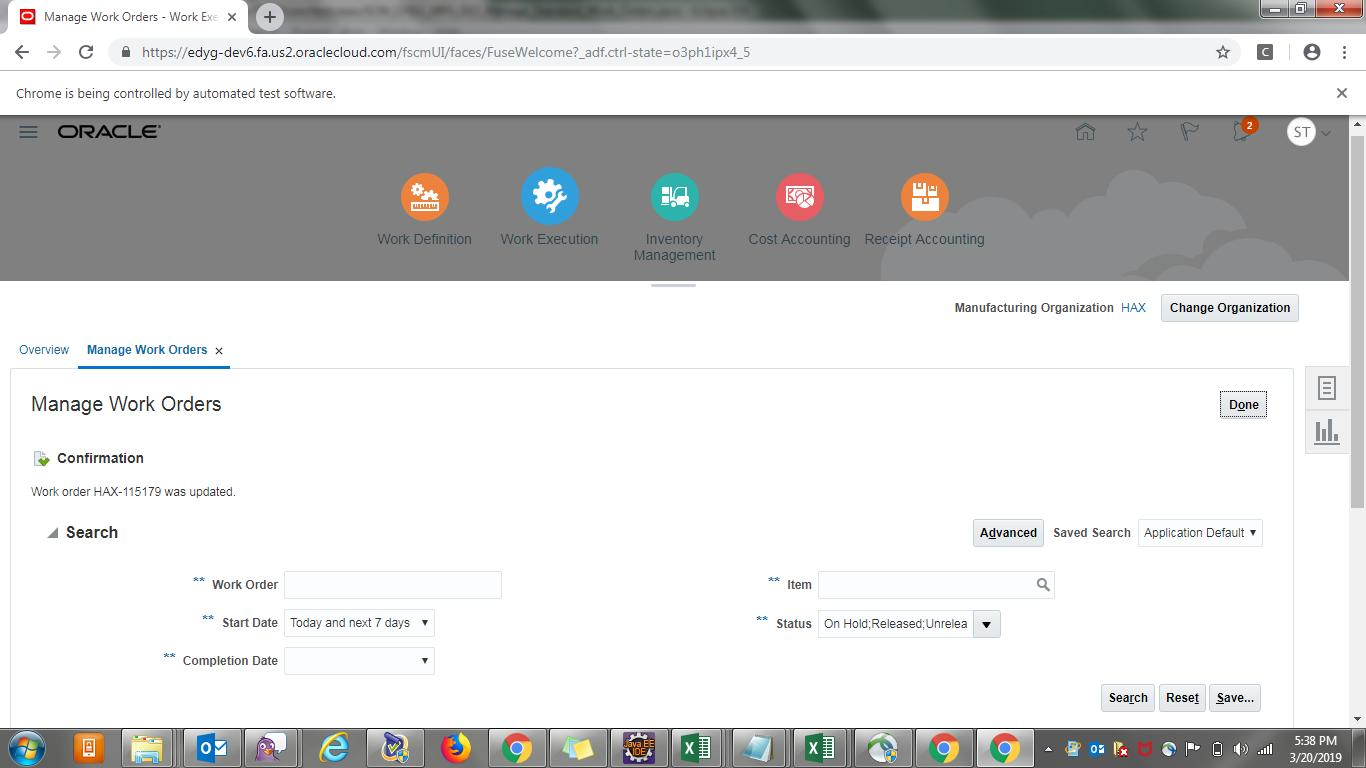 Manage Work Orders - Work Exe
https://edyg-dev6.fa.us2.oraclecloud.com/fscmUI/faces/FuseWelcome?_adf.ctrl-state=o3ph1ipx4_5
C
Chrome is being controlled by automated test software.
ORACLE
2
ST
Work Definition
Work Execution
Inventory
Management
Cost Accounting
Receipt Accounting
Manufacturing Organization HAX Change Organization
Overview Manage Work Orders
Manage Work Orders
Done
Confirmation
Work order HAX-115179 was updated.
Search
Advanced Saved Search Application Default
** Work Order
** Item
** Start Date Today and next 7 days
** Status On Hold;Released;Unrelea
** Completion Date
Search Reset Save...
Java EE
IDE
5:38 PM
3/20/2019